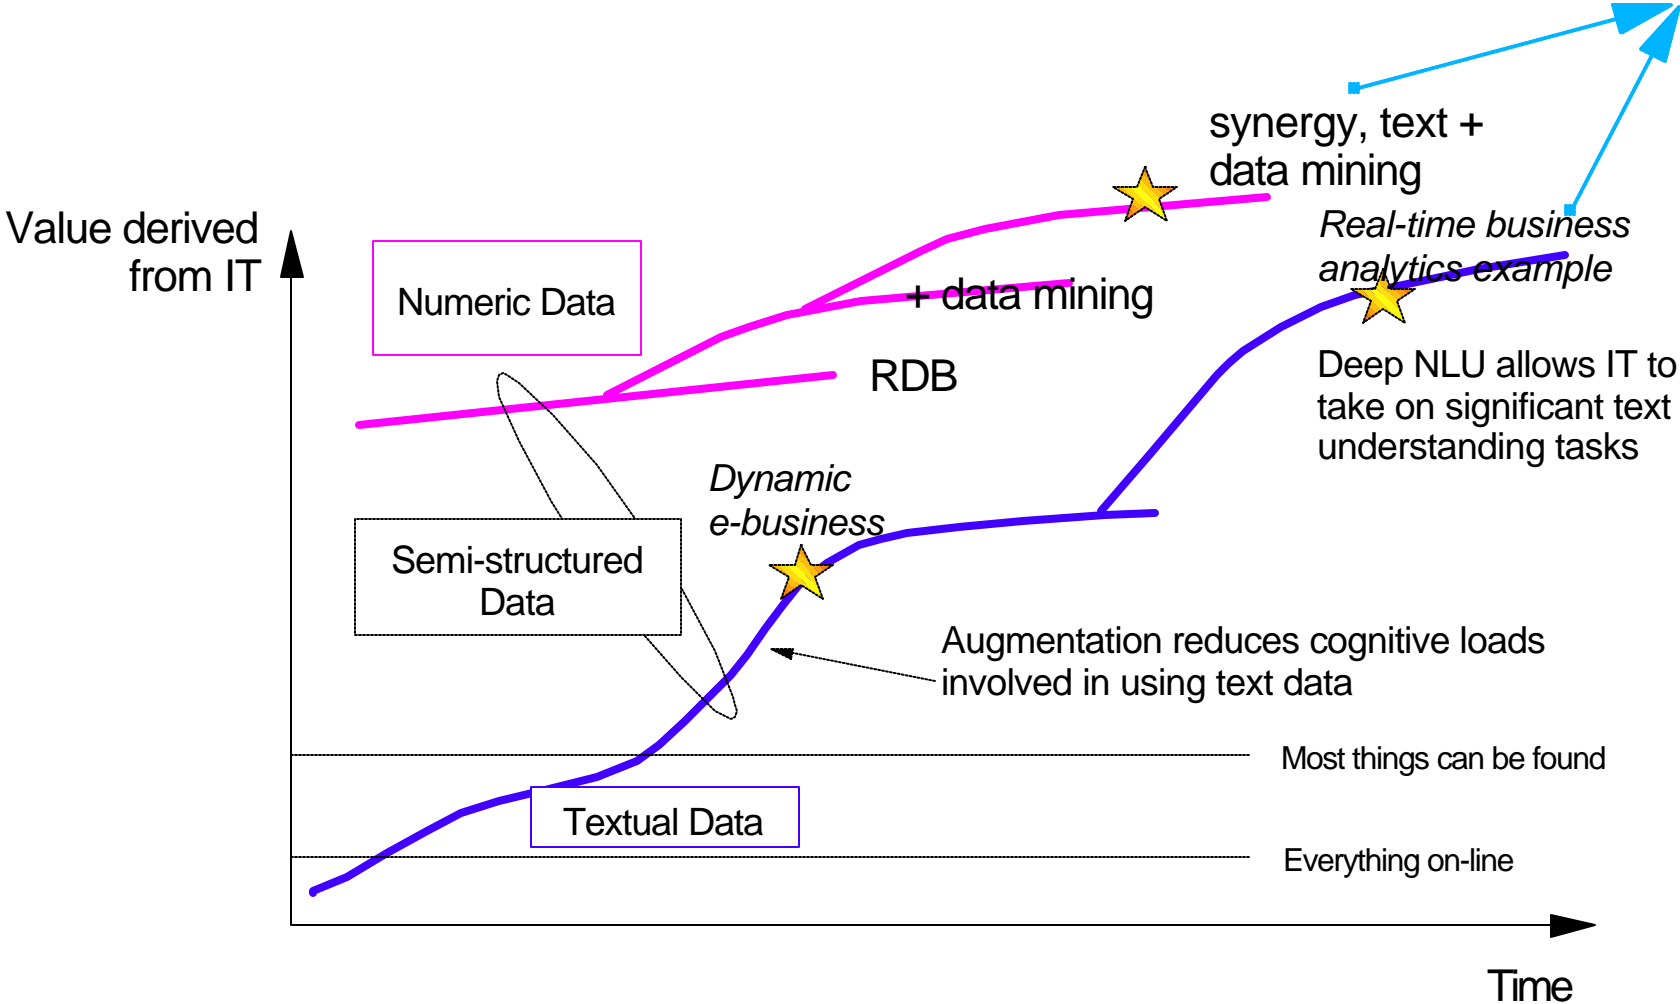 synergy, text +
data mining
Value derived
from IT
Real-time business
analytics example
Numeric Data
+ data mining
RDB
Deep NLU allows IT to
take on significant text
understanding tasks
Dynamic
e-business
Semi-structured
Data
Augmentation reduces cognitive loads
involved in using text data
Most things can be found
Textual Data
Everything on-line
Time